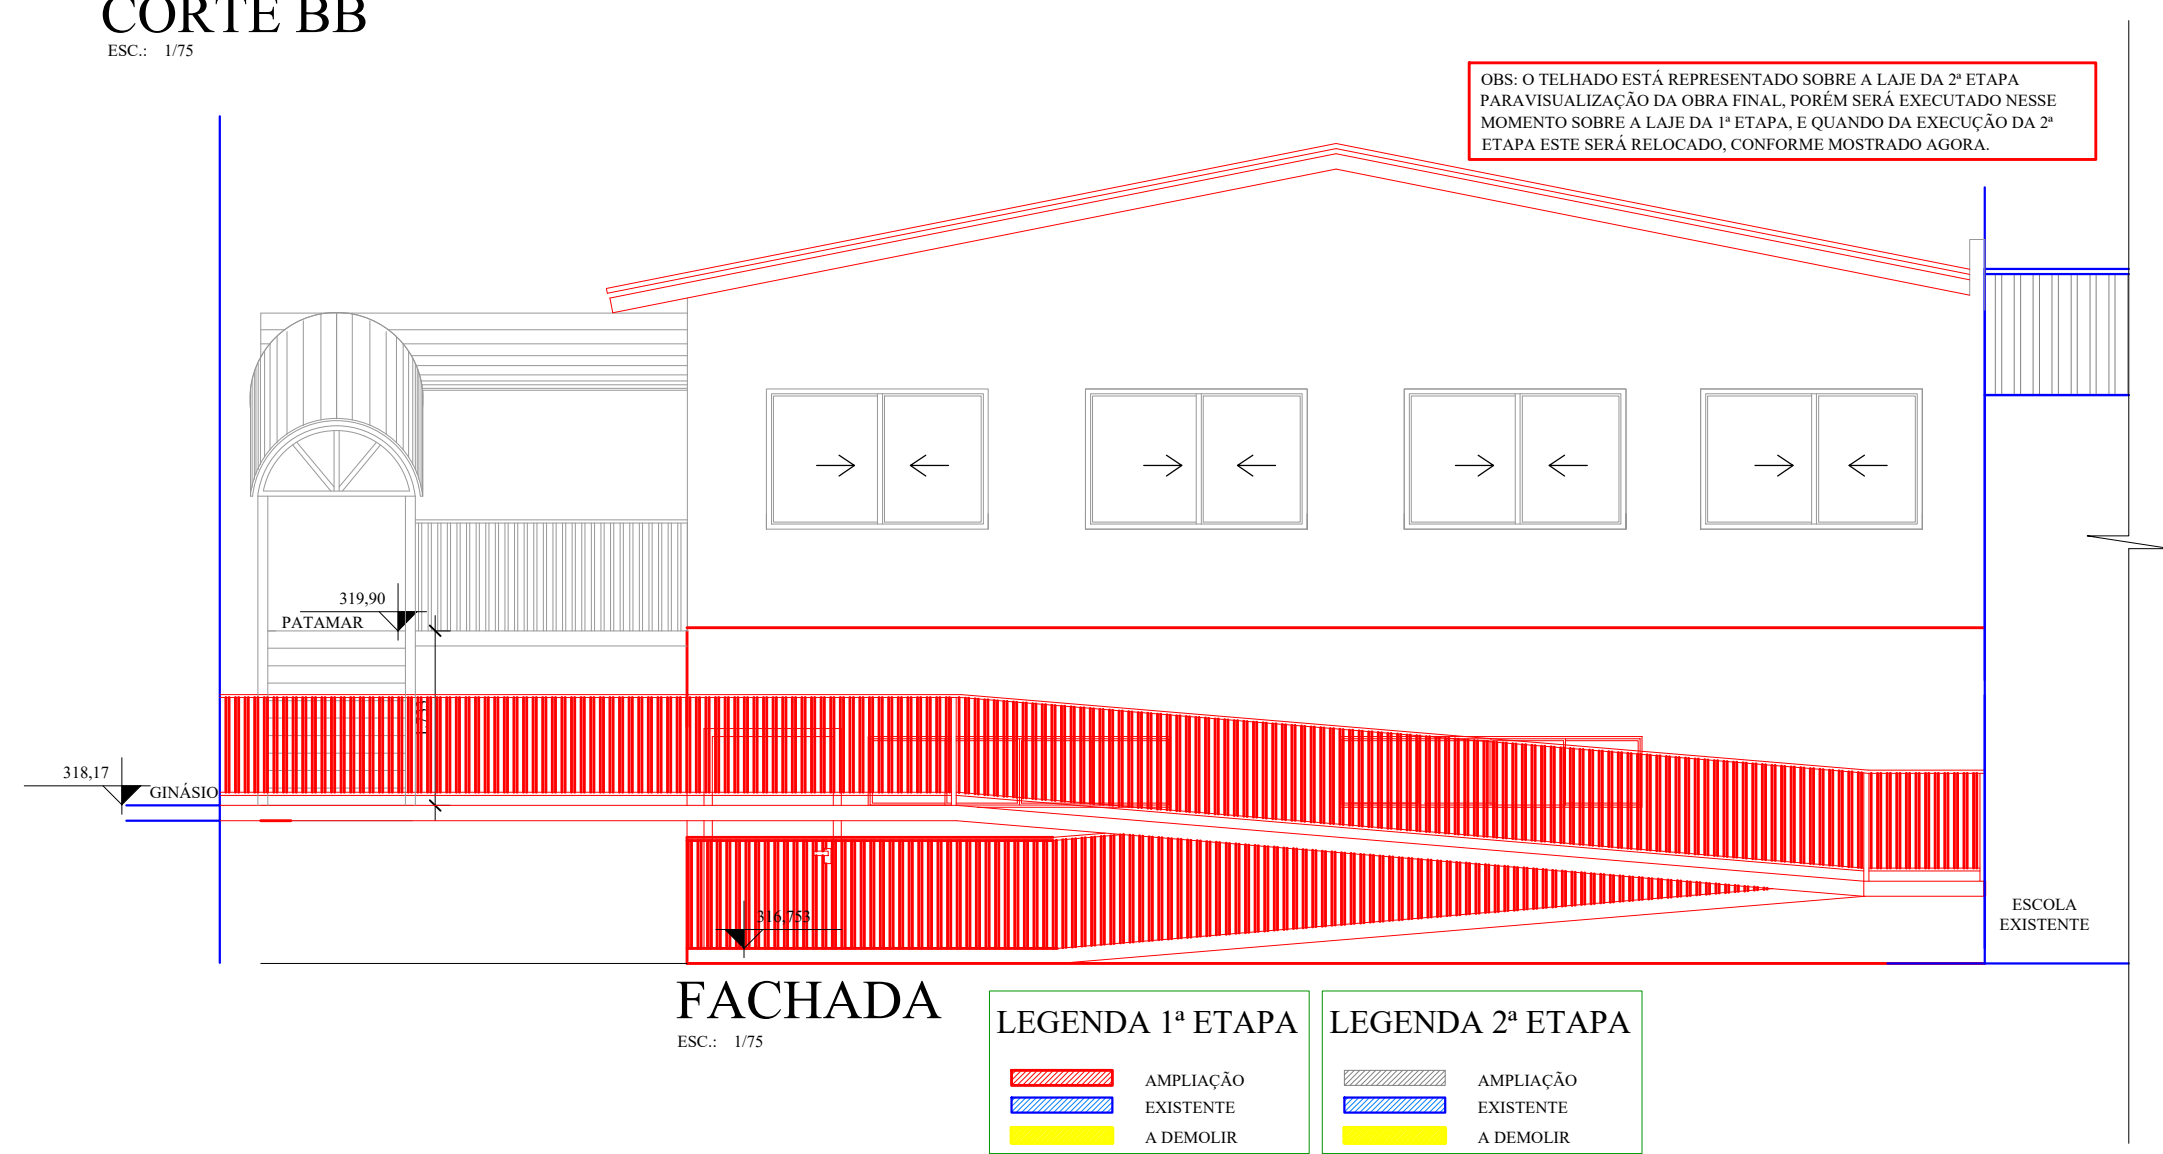 CORTE BB
ESC.: 1/75
OBS: O TELHADO ESTÁ REPRESENTADO SOBRE A LAJE DA 2ª ETAPA
PARAVISUALIZAÇÃO DA OBRA FINAL, PORÉM SERÁ EXECUTADO NESSE
MOMENTO SOBRE A LAJE DA 1ª ETAPA, E QUANDO DA EXECUÇÃO DA 2ª
ETAPA ESTE SERÁ RELOCADO, CONFORME MOSTRADO AGORA.
319,90
PATAMAR
318,17
GINÁSIO
316,753
ESCOLA
EXISTENTE
FACHADA
ESC.: 1/75
LEGENDA 1ª ETAPA
AMPLIAÇÃO
EXISTENTE
A DEMOLIR
LEGENDA 2ª ETAPA
AMPLIAÇÃO
EXISTENTE
A DEMOLIR